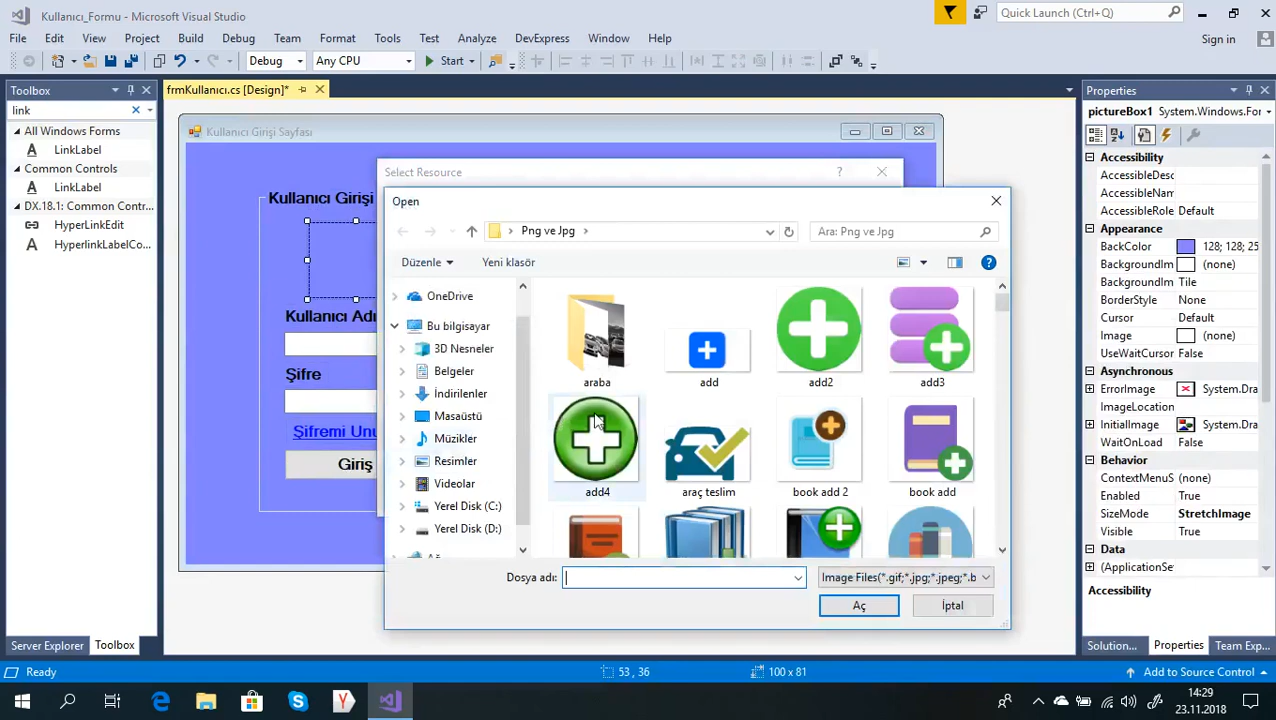 Kullanıcı_Formu - Microsoft Visual Studio
Quick Launch (Ctrl+Q)
File Edit View Project Build Debug Team Format Tools Test Analyze DevExpress Window Help
Sign in
Debug Any CPU Start
Toolbox
frmKullanıcı.cs [Design]*
Properties
link
pictureBox1 System.Windows.For
All Windows Forms
LinkLabel
Common Controls
LinkLabel
DX.18.1: Common Contr...
HyperLinkEdit
HyperlinkLabelCo...
Kullanıcı Girişi Sayfası
Kullanıcı Girişi
Kullanıcı Adı
Şifre
Şifremi Unu
Giriş
Select Resource
?
Open
Png ve Jpg
Ara: Png ve Jpg
Düzenle Yeni klasör
OneDrive
Bu bilgisayar
3D Nesneler
Belgeler
İndirilenler
Masaüstü
Müzikler
Resimler
Videolar
Yerel Disk (C:)
Yerel Disk (D:)
araba add add2 add3
add4 araç teslim book add 2 book add
Dosya adı:
Image Files(*.gif;*.jpg;*.jpeg;*.b
Aç İptal
Accessibility
AccessibleDesc
AccessibleNam
AccessibleRole Default
Appearance
BackColor 128; 128; 25
BackgroundIm (none)
BackgroundIm Tile
BorderStyle None
Cursor Default
Image (none)
UseWaitCursor False
Asynchronous
ErrorImage System.Dra
ImageLocation
InitialImage System.Dra
WaitOnLoad False
Behavior
ContextMenuS (none)
Enabled True
SizeMode StretchImage
Visible True
Data
(ApplicationSe
Accessibility
Server Explorer Toolbox
Solution... Properties Team Exp...
Ready
53 , 36
100 x 81
Add to Source Control
14:29
23.11.2018